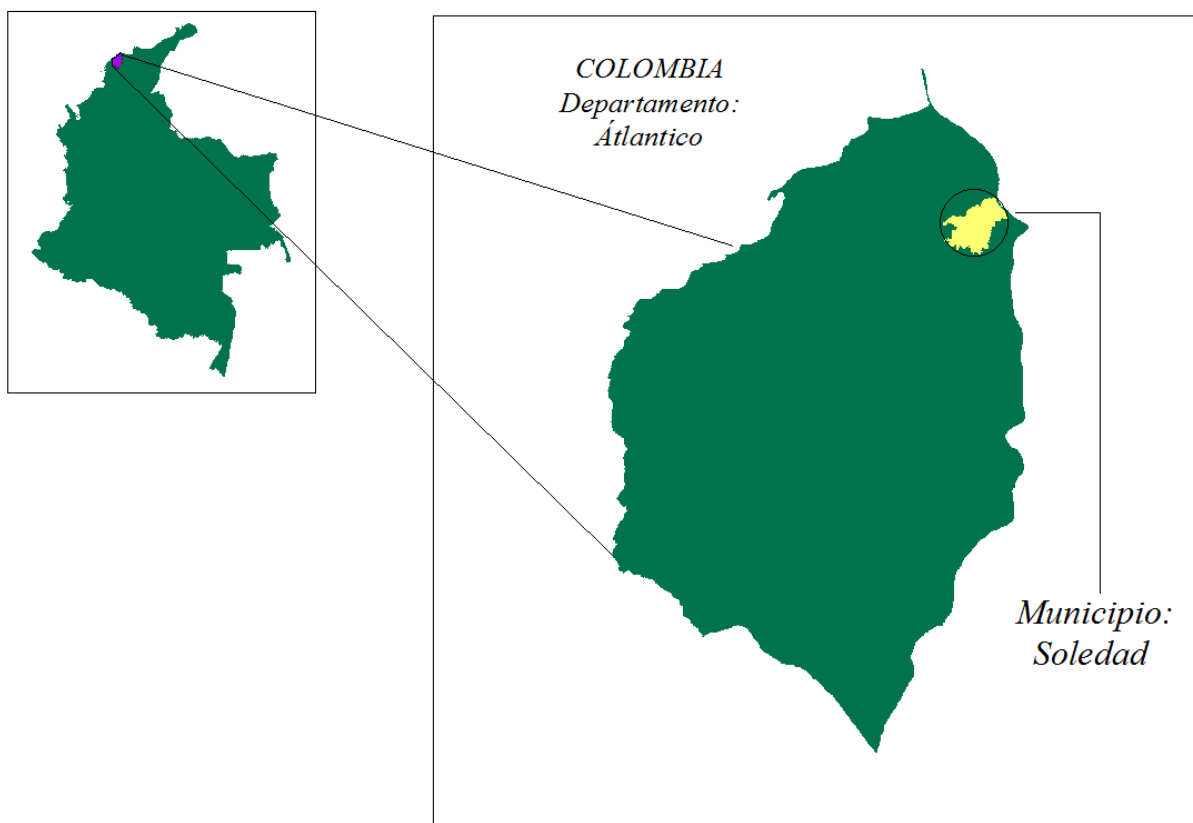 COLOMBIA
Departamento:
Átlantico
Municipio:
Soledad